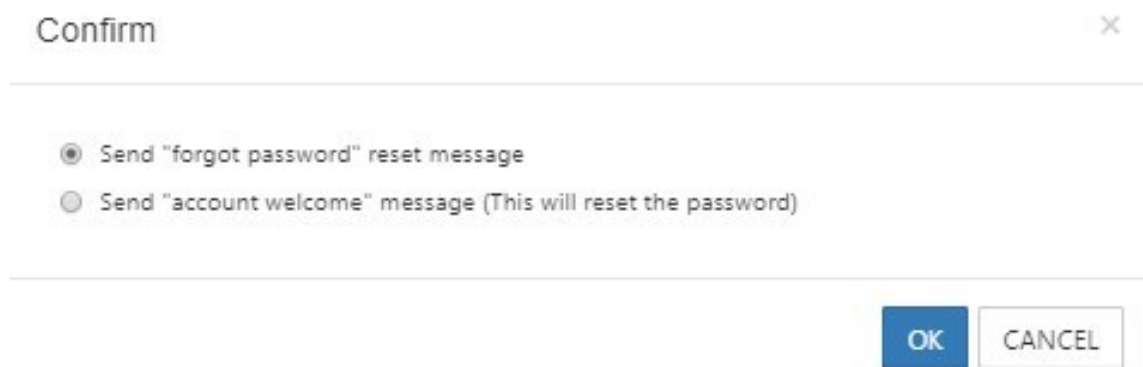 Confirm
Send "forgot password" reset message
Send "account welcome" message (This will reset the password)
OK
CANCEL